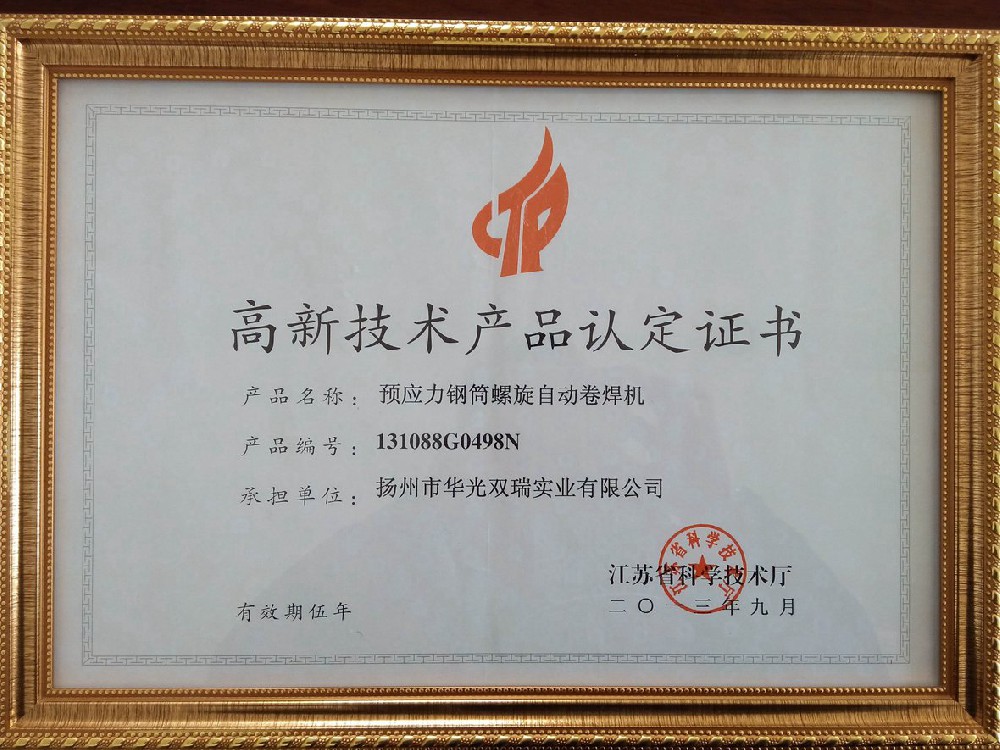 高新技术产品认定证书
产品名称：预应力钢筒螺旋自动卷焊机
产品编号：131088G0498N
承担单位：扬州市华光双瑞实业有限公司
江苏省科学技术厅
二〇一三年九月
有效期伍年